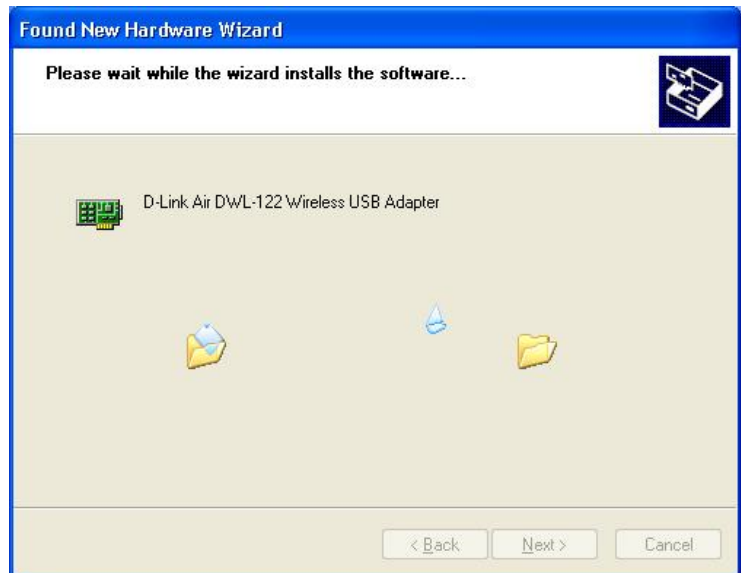 Found New Hardware Wizard
Please wait while the wizard installs the software...
D-Link Air DWL-122 Wireless USB Adapter
< Back Next > Cancel